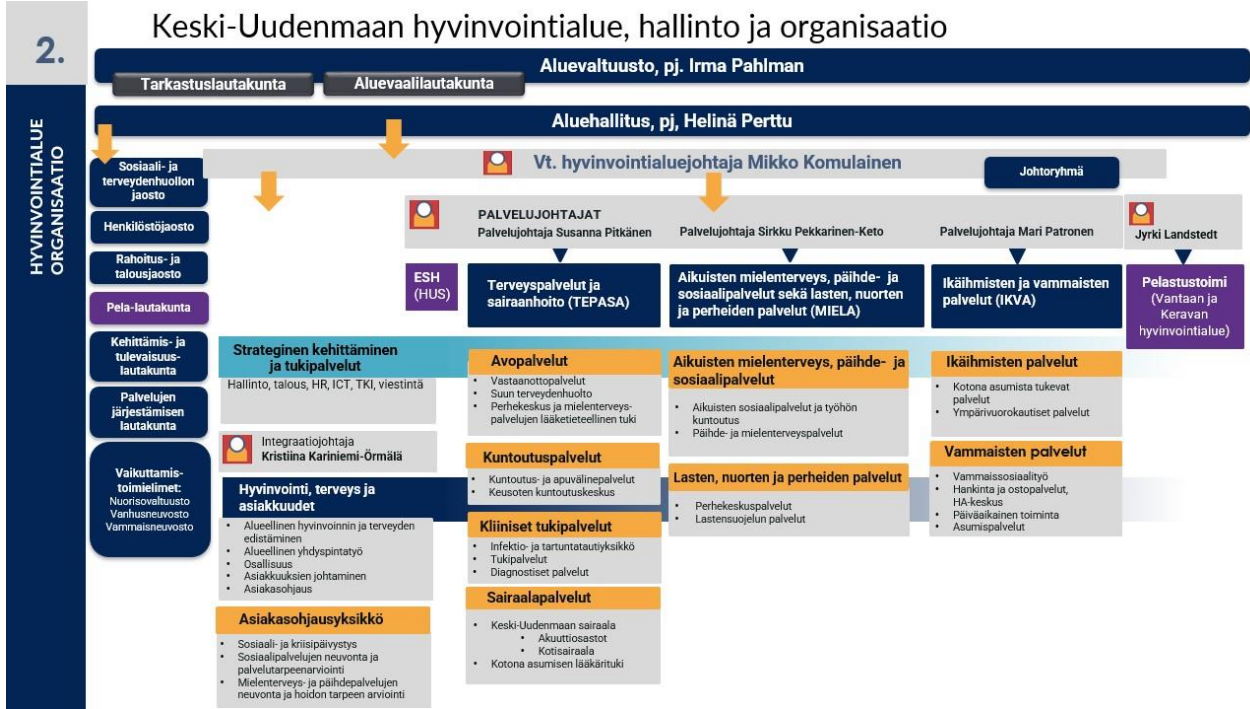 Keski-Uudenmaan hyvinvointialue, hallinto ja organisaatio
2.
HYVINVOINTIALUE
ORGANISAATIO
Aluevaltuusto, pj. Irma Pahlman
Tarkastuslautakunta
Aluevaalilautakunta
Aluehallitus, pj, Helinä Perttu
Vt. hyvinvointialuejohtaja Mikko Komulainen
Johtoryhmä
Sosiaali- ja
terveydenhuollon
jaosto
Henkilöstöjaosto
Rahoitus- ja
talousjaosto
Pela-lautakunta
Kehittämis- ja
tulevaisuus-
lautakunta
Palvelujen
järjestämisen
lautakunta
Vaikuttamis-
toimielimet:
Nuorisovaltuusto
Vanhusneuvosto
Vammaisneuvosto
PALVELUJOHTAJAT
Palvelujohtaja Susanna Pitkänen
Palvelujohtaja Sirkku Pekkarinen-Keto
Palvelujohtaja Mari Patronen
Jyrki Landstedt
ESH
(HUS)
Terveyspalvelut ja
sairaanhoito (TEPASA)
Aikuisten mielenterveys, päihde- ja
sosiaalipalvelut sekä lasten, nuorten
ja perheiden palvelut (MIELA)
Ikäihmisten ja vammaisten
palvelut (IKVA)
Pelastustoimi
(Vantaan ja
Keravan
hyvinvointialue)
Strateginen kehittäminen
ja tukipalvelut
Hallinto, talous, HR, ICT, TKI, viestintä
Integraatiojohtaja
Kristiina Kariniemi-Örmälä
Hyvinvointi, terveys ja
asiakkuudet
• Alueellinen hyvinvoinnin ja terveyden
edistäminen
• Alueellinen yhdyspintatyö
• Osallisuus
• Asiakkuuksien johtaminen
• Asiakasohjaus
Asiakasohjausyksikkö
• Sosiaali- ja kriisipäivystys
• Sosiaalipalvelujen neuvonta ja
palvelutarpeenarviointi
• Mielenterveys- ja päihdepalvelujen
neuvonta ja hoidon tarpeen arviointi
Avopalvelut
• Vastaanottopalvelut
• Suun terveydenhuolto
• Perhekeskus ja mielenterveys-
palvelujen lääketieteellinen tuki
Kuntoutuspalvelut
• Kuntoutus- ja apuvälinepalvelut
• Keusoten kuntoutuskeskus
Kliiniset tukipalvelut
• Infektio- ja tartuntatautiyksikkö
• Tukipalvelut
• Diagnostiset palvelut
Sairaalapalvelut
• Keski-Uudenmaan sairaala
• Akuuttiosastot
• Kotisairaala
• Kotona asumisen lääkärituki
Aikuisten mielenterveys, päihde- ja
sosiaalipalvelut
• Aikuisten sosiaalipalvelut ja työhön
kuntoutus
• Päihde- ja mielenterveyspalvelut
Lasten, nuorten ja perheiden palvelut
• Perhekeskuspalvelut
• Lastensuojelun palvelut
Ikäihmisten palvelut
• Kotona asumista tukevat
palvelut
• Ympärivuorokautiset palvelut
Vammaisten palvelut
• Vammaissosiaalityö
• Hankinta ja ostopalvelut,
HA-keskus
• Päiväaikainen toiminta
• Asumispalvelut